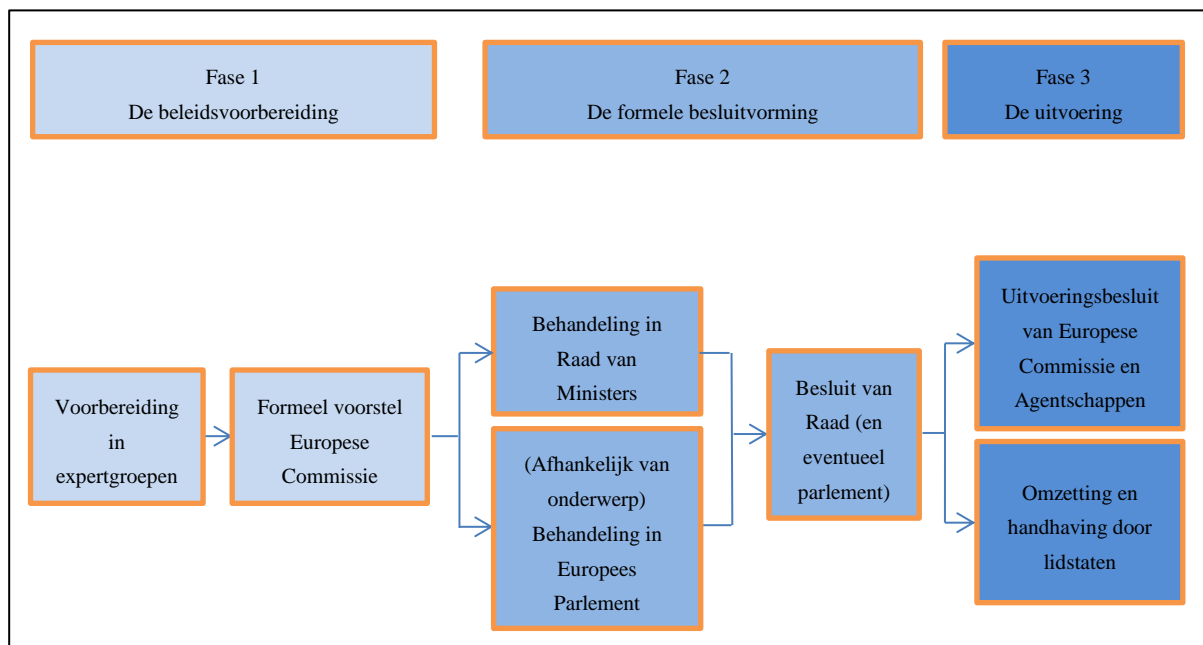 Fase 1
De beleidsvoorbereiding
Fase 2
De formele besluitvorming
Fase 3
De uitvoering
Voorbereiding
in
expertgroepen
Formeel voorstel
Europese
Commissie
Behandeling in
Raad van
Ministers
(Afhankelijk van
onderwerp)
Behandeling in
Europees
Parlement
Besluit van
Raad (en
eventueel
parlement)
Uitvoeringsbesluit
van Europese
Commissie en
Agentschappen
Omzetting en
handhaving door
lidstaten